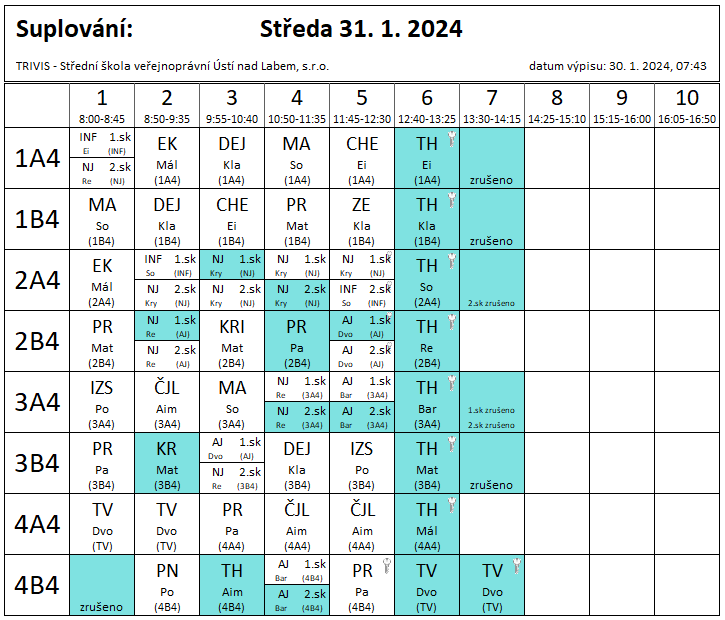 Suplování: Středa 31. 1. 2024
TRIVIS - Střední škola veřejnoprávní Ústí nad Labem, s.r.o. datum výpisu: 30. 1. 2024, 07:43
1 2 3 4 5 6 7 8 9 10
8:00-8:45 8:50-9:35 9:55-10:40 10:50-11:35 11:45-12:30 12:40-13:25 13:30-14:15 14:25-15:10 15:15-16:00 16:05-16:50
1A4
INF 1.sk
Ei (INF)
NJ 2.sk
Re (NJ)
EK
Mál
(1A4)
DEJ
Kla
(1A4)
MA
So
(1A4)
CHE
Ei
(1A4)
TH
Ei
(1A4)
zrušeno
1B4
MA
So
(1B4)
DEJ
Kla
(1B4)
CHE
Ei
(1B4)
PR
Mat
(1B4)
ZE
Kla
(1B4)
TH
Kla
(1B4)
zrušeno
2A4
EK
Mál
(2A4)
INF 1.sk
So (INF)
NJ 2.sk
Kry (NJ)
NJ 1.sk
Kry (NJ)
NJ 2.sk
Kry (NJ)
NJ 1.sk
Kry (NJ)
NJ 2.sk
Kry (NJ)
NJ 1.sk
Kry (NJ)
INF 2.sk
So (INF)
TH
So
(2A4)
2.sk zrušeno
2B4
PR
Mat
(2B4)
NJ 1.sk
Re (AJ)
NJ 2.sk
Re (AJ)
KRI
Mat
(2B4)
PR
Pa
(2B4)
AJ 1.sk
Dvo (AJ)
AJ 2.sk
Dvo (AJ)
TH
Re
(2B4)
3A4
IZS
Po
(3A4)
ČJL
Aim
(3A4)
MA
So
(3A4)
NJ 1.sk
Re (3A4)
NJ 2.sk
Re (3A4)
AJ 1.sk
Bar (3A4)
AJ 2.sk
Bar (3A4)
TH
Bar
(3A4)
1.sk zrušeno
2.sk zrušeno
3B4
PR
Pa
(3B4)
KR
Mat
(3B4)
AJ 1.sk
Dvo (AJ)
NJ 2.sk
Re (3B4)
DEJ
Kla
(3B4)
IZS
Po
(3B4)
TH
Mat
(3B4)
zrušeno
4A4
TV
Dvo
(TV)
TV
Dvo
(TV)
PR
Pa
(4A4)
ČJL
Aim
(4A4)
ČJL
Aim
(4A4)
TH
Mál
(4A4)
4B4
zrušeno
PN
Po
(4B4)
TH
Aim
(4B4)
AJ 1.sk
Bar (4B4)
AJ 2.sk
Bar (4B4)
PR
Pa
(4B4)
TV
Dvo
(TV)
TV
Dvo
(TV)